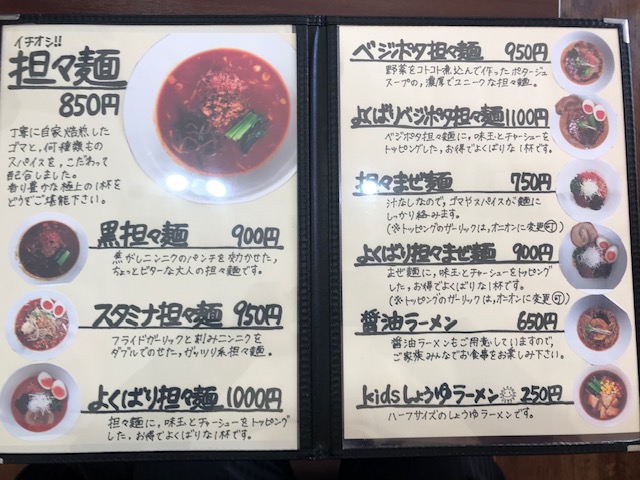 イチオシ!!
担々麺
850円
丁寧に自家焙煎した
ゴマと、何種類もの
スパイスを、こだわって
配合しました。
香り豊かな極上の1杯を
どうぞご堪能下さい。
黒担々麺 900円
焦がしニンニクのパンチを効かせた、
ちょっとビターな大人の担々麺です。
スタミナ担々麺 950円
フライドガーリックと刻みニンニクを
ダブルでのせた、ガッツリ系担々麺。
よくばり担々麺 1000円
担々麺に、味玉とチャーシューをトッピング
した、お得でよくばりな1杯です。
ベジポタ担々麺 950円
野菜をコトコト煮込んで作ったポタージュ
スープの、濃厚でユニークな担々麺。
よくばりベジポタ担々麺 1100円
ベジポタ担々麺に、味玉とチャーシューを
トッピングした、お得でよくばりな1杯です。
担々まぜ麺 750円
汁なしなので、ゴマやスパイスが麺に
しっかり絡みます。
(※トッピングのガーリックは、オニオンに変更可)
よくばり担々まぜ麺 900円
まぜ麺に、味玉とチャーシューをトッピング
した、お得でよくばりな1杯です。
(※トッピングのガーリックは、オニオンに変更可)
醤油ラーメン 650円
醤油ラーメンもご用意していますので、
ご家族みんなでお食事をお楽しみ下さい。
kidsしょうゆラーメン 250円
ハーフサイズのしょうゆラーメンです。